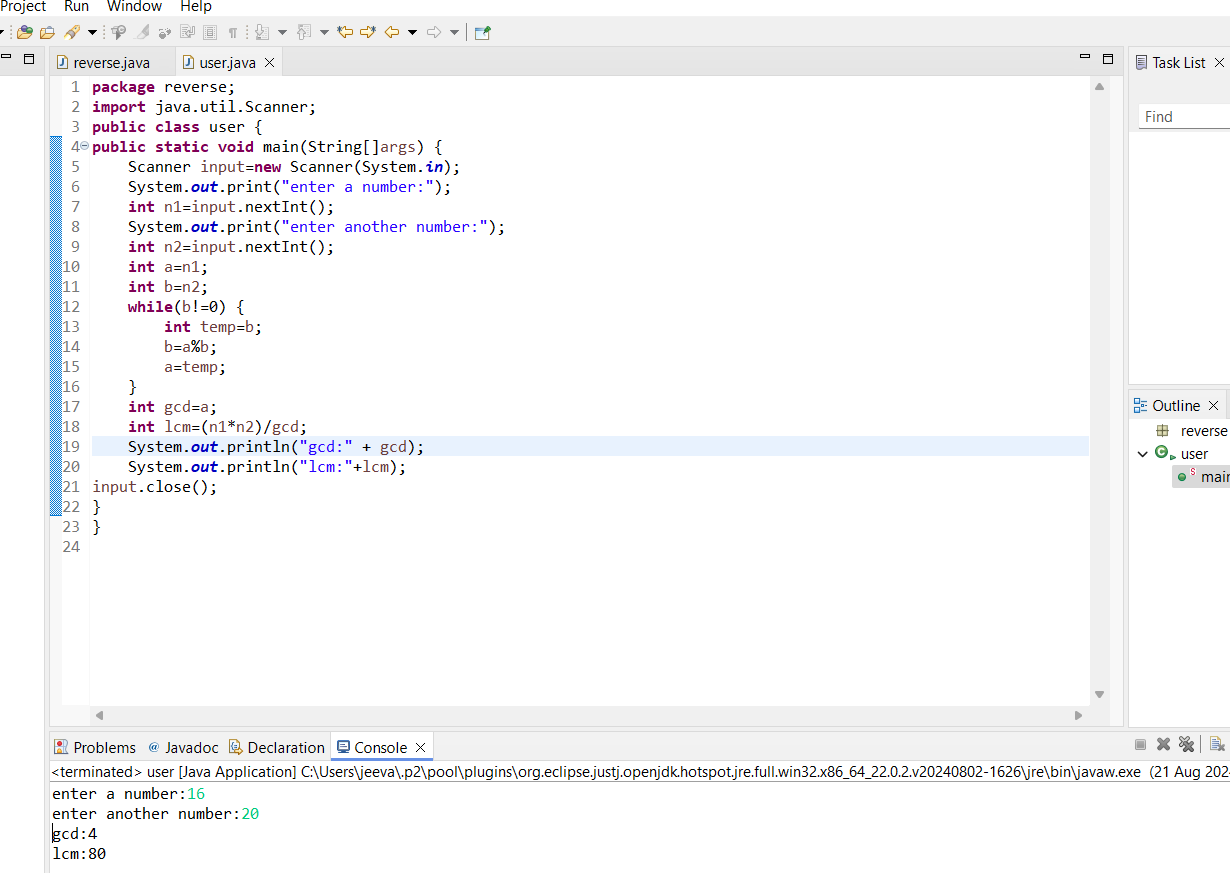 Project Run Window Help
reverse.java user.java
Task List
Find
1 package reverse;
2 import java.util.Scanner;
3 public class user {
4 public static void main(String[]args) {
5 Scanner input=new Scanner(System.in);
6 System.out.print("enter a number:");
7 int n1=input.nextInt();
8 System.out.print("enter another number:");
9 int n2=input.nextInt();
10 int a=n1;
11 int b=n2;
12 while(b!=0) {
13 int temp=b;
14 b=a%b;
15 a=temp;
16 }
17 int gcd=a;
18 int lcm=(n1*n2)/gcd;
19 System.out.println("gcd:" + gcd);
20 System.out.println("lcm:"+lcm);
21 input.close();
22 }
23 }
24
Outline
reverse
user
main
Problems @ Javadoc Declaration Console
<terminated> user [Java Application] C:\Users\jeeva\.p2\pool\plugins\org.eclipse.justj.openjdk.hotspot.jre.full.win32.x86_64_22.0.2.v20240802-1626\jre\bin\javaw.exe (21 Aug 202
enter a number:16
enter another number:20
gcd:4
lcm:80